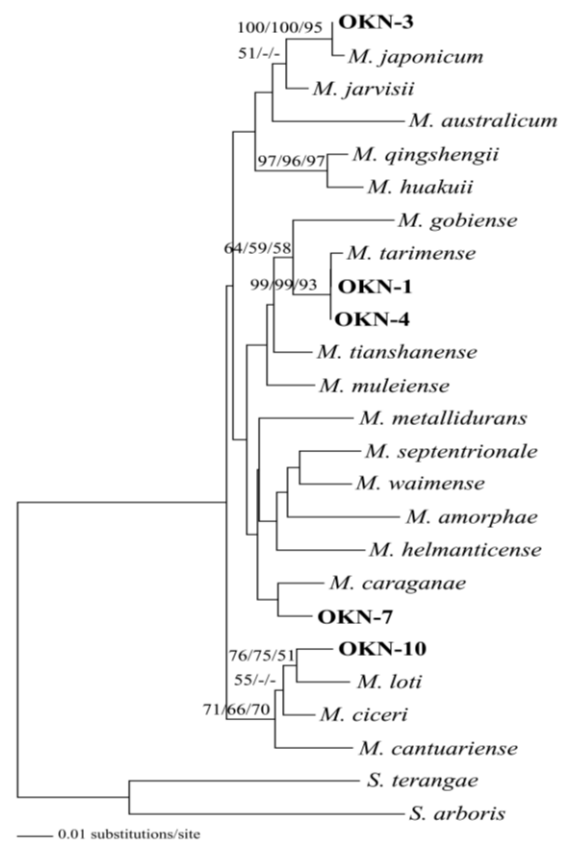 100/100/95
OKN-3
51/-/-
M. japonicum
M. jarvisii
M. australicum
97/96/97
M. qingshengii
M. huakuii
M. gobiense
64/59/58
M. tarimense
99/99/93
OKN-1
OKN-4
M. tianshanense
M. muleiense
M. metallidurans
M. septentrionale
M. waimense
M. amorphae
M. helmanticense
M. caraganae
OKN-7
76/75/51
OKN-10
55/-/-
M. loti
71/66/70
M. ciceri
M. cantuariense
S. terangae
S. arboris
0.01 substitutions/site